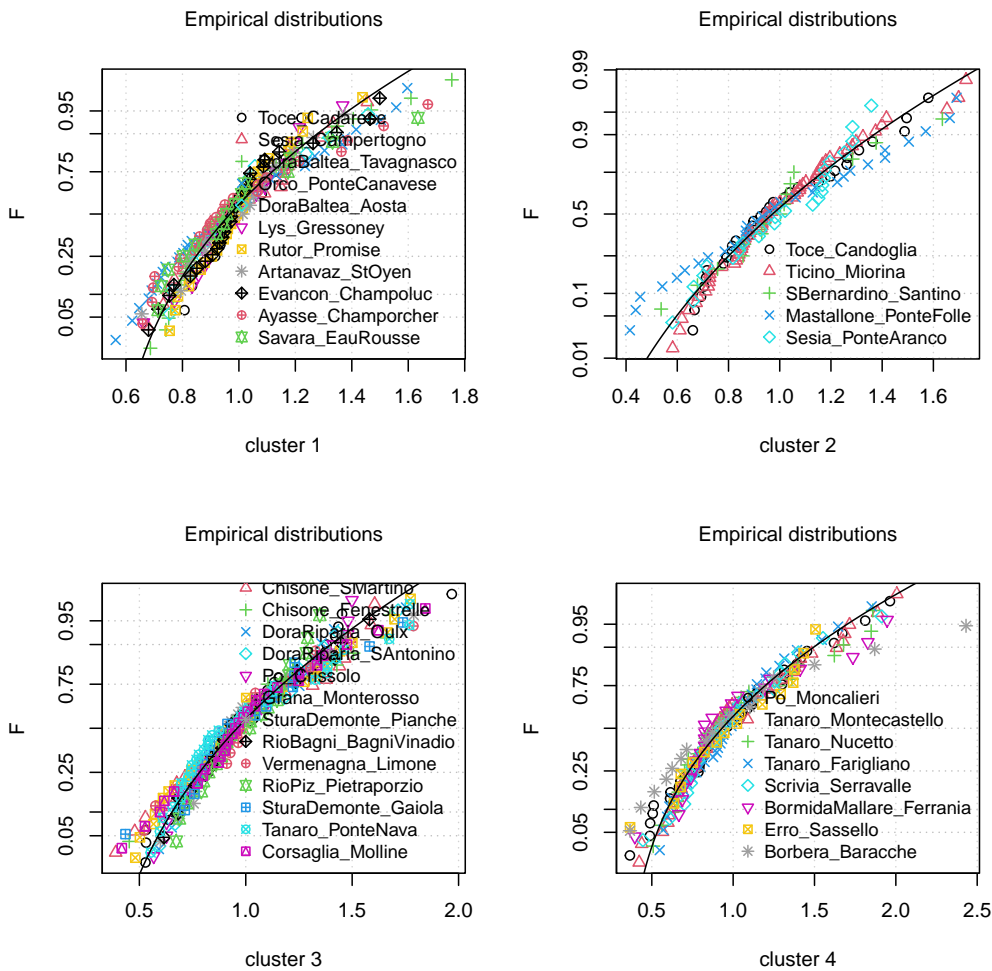 Empirical distributions
F
0.95
0.75
0.25
0.05
Toce_Cadarese
Sesia_Campertogno
DoraBaltea_Tavagnasco
Orco_PonteCanavese
DoraBaltea_Aosta
Lys_Gressoney
Rutor_Promise
Artanavaz_StOyen
Evancon_Champoluc
Ayasse_Champorcher
Savara_EauRousse
0.6 0.8 1.0 1.2 1.4 1.6 1.8
cluster 1
Empirical distributions
F
0.99
0.9
0.5
0.1
0.01
Toce_Candoglia
Ticino_Miorina
SBernardino_Santino
Mastallone_PonteFolle
Sesia_PonteAranco
0.4 0.6 0.8 1.0 1.2 1.4 1.6
cluster 2
Empirical distributions
F
0.95
0.75
0.25
0.05
Chisone_SMartino
Chisone_Fenestrelle
DoraRiparia_Oulx
DoraRiparia_SAntonino
Po_Crissolo
Grana_Monterosso
SturaDemonte_Pianche
RioBagni_BagniVinadio
Vermenagna_Limone
RioPiz_Pietraporzio
SturaDemonte_Gaiola
Tanaro_PonteNava
Corsaglia_Molline
0.5 1.0 1.5 2.0
cluster 3
Empirical distributions
F
0.95
0.75
0.25
0.05
Po_Moncalieri
Tanaro_Montecastello
Tanaro_Nucetto
Tanaro_Farigliano
Scrivia_Serravalle
BormidaMallare_Ferrania
Erro_Sassello
Borbera_Baracche
0.5 1.0 1.5 2.0 2.5
cluster 4